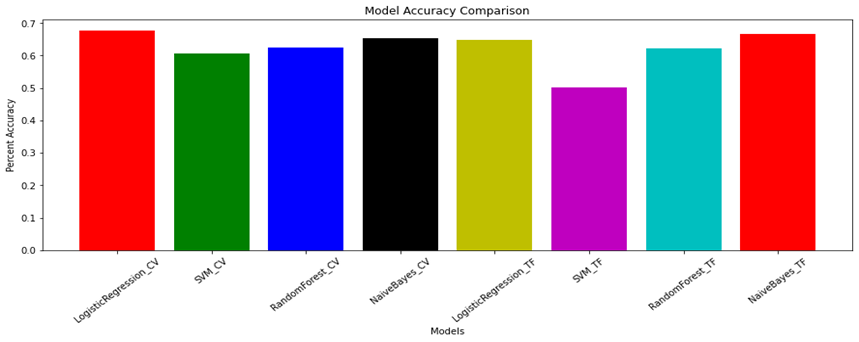 Model Accuracy Comparison
Percent Accuracy
0.7
0.6
0.5
0.4
0.3
0.2
0.1
0.0
LogisticRegression_CV
SVM_CV
RandomForest_CV
NaiveBayes_CV
LogisticRegression_TF
SVM_TF
RandomForest_TF
NaiveBayes_TF
Models